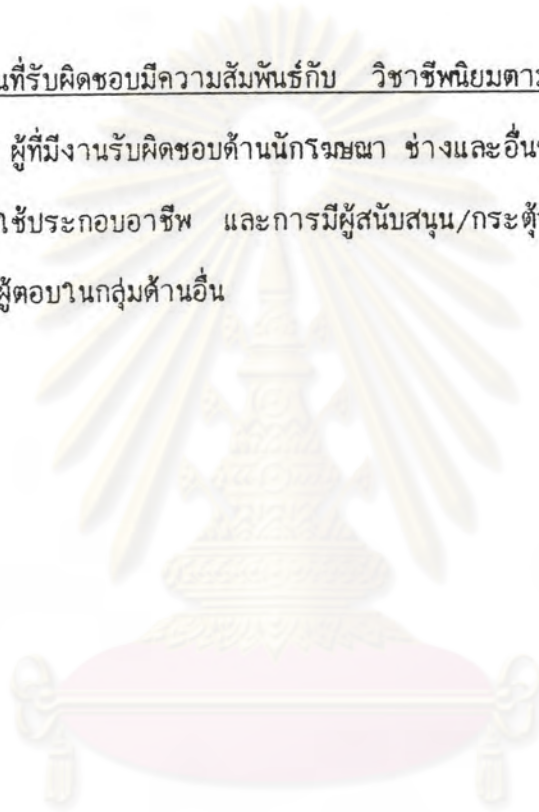 นที่รับผิดชอบมีความสัมพันธ์กับ วิชาชีพนิยมตาม
ผู้ที่มีงานรับผิดชอบด้านนักโฆษณา ช่างและอื่น
ใช้ประกอบอาชีพ และการมีผู้สนับสนุน/กระตุ้
ผู้ตอบในกลุ่มด้านอื่น